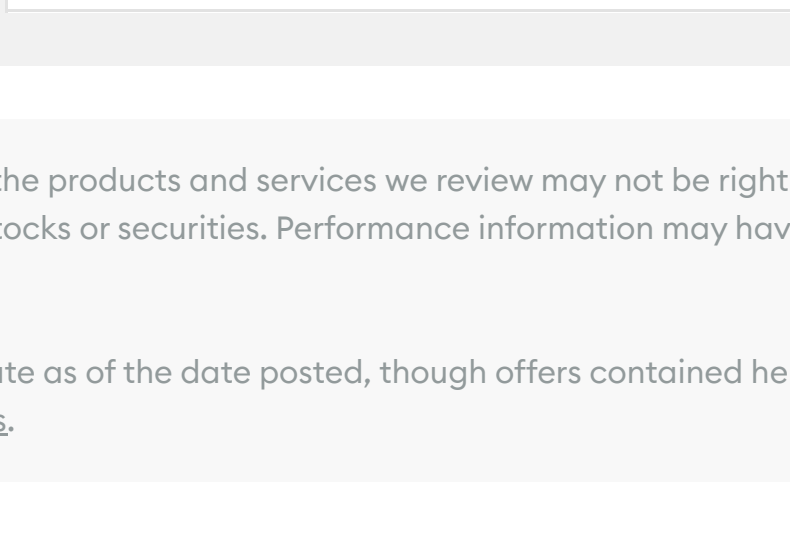 the products and services we review may not be right
tocks or securities. Performance information may hav
ate as of the date posted, though offers contained he
s.